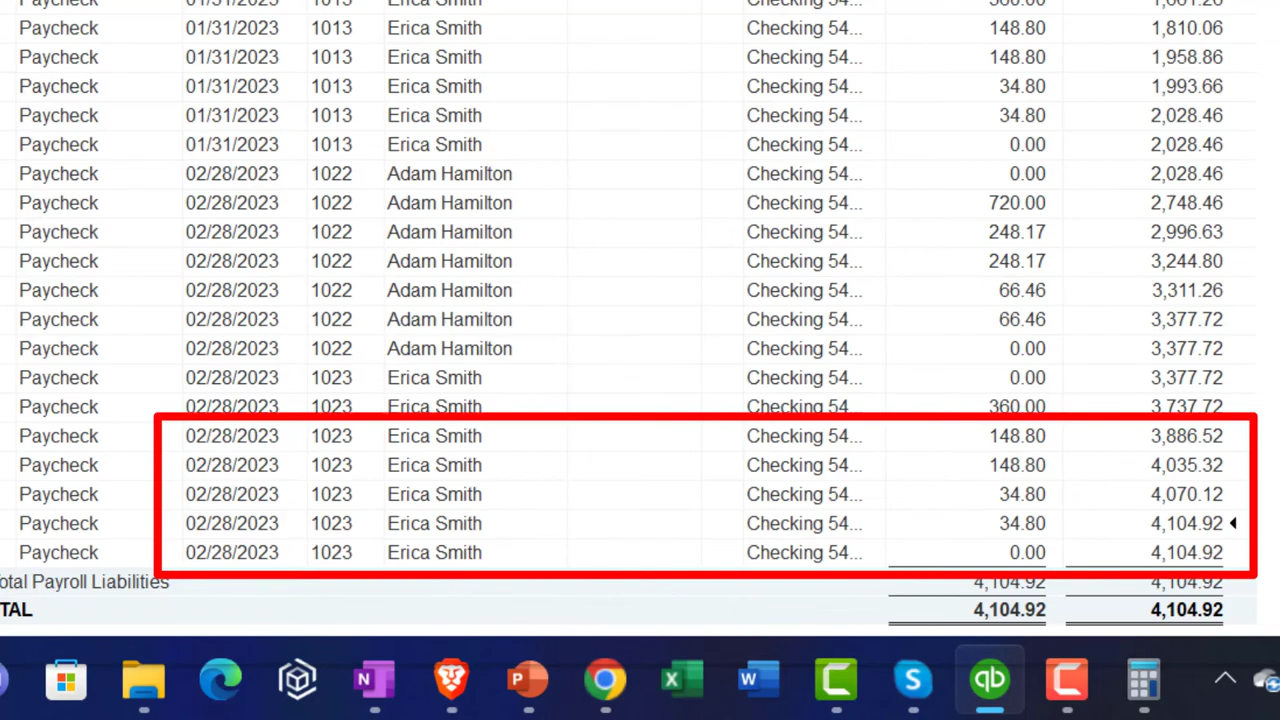 Paycheck 01/31/2023 1013 Erica Smith
Paycheck 01/31/2023 1013 Erica Smith Checking 54... 148.80 1,810.06
Paycheck 01/31/2023 1013 Erica Smith Checking 54... 148.80 1,958.86
Paycheck 01/31/2023 1013 Erica Smith Checking 54... 34.80 1,993.66
Paycheck 01/31/2023 1013 Erica Smith Checking 54... 34.80 2,028.46
Paycheck 01/31/2023 1013 Erica Smith Checking 54... 0.00 2,028.46
Paycheck 02/28/2023 1022 Adam Hamilton Checking 54... 0.00 2,028.46
Paycheck 02/28/2023 1022 Adam Hamilton Checking 54... 720.00 2,748.46
Paycheck 02/28/2023 1022 Adam Hamilton Checking 54... 248.17 2,996.63
Paycheck 02/28/2023 1022 Adam Hamilton Checking 54... 248.17 3,244.80
Paycheck 02/28/2023 1022 Adam Hamilton Checking 54... 66.46 3,311.26
Paycheck 02/28/2023 1022 Adam Hamilton Checking 54... 66.46 3,377.72
Paycheck 02/28/2023 1022 Adam Hamilton Checking 54... 0.00 3,377.72
Paycheck 02/28/2023 1023 Erica Smith Checking 54... 0.00 3,377.72
Paycheck 02/28/2023 1023 Erica Smith Checking 54... 360.00 3,737.72
Paycheck 02/28/2023 1023 Erica Smith Checking 54... 148.80 3,886.52
Paycheck 02/28/2023 1023 Erica Smith Checking 54... 148.80 4,035.32
Paycheck 02/28/2023 1023 Erica Smith Checking 54... 34.80 4,070.12
Paycheck 02/28/2023 1023 Erica Smith Checking 54... 34.80 4,104.92
Paycheck 02/28/2023 1023 Erica Smith Checking 54... 0.00 4,104.92
otal Payroll Liabilities 4,104.92 4,104.92
TAL 4,104.92 4,104.92
N P X W C S qb C